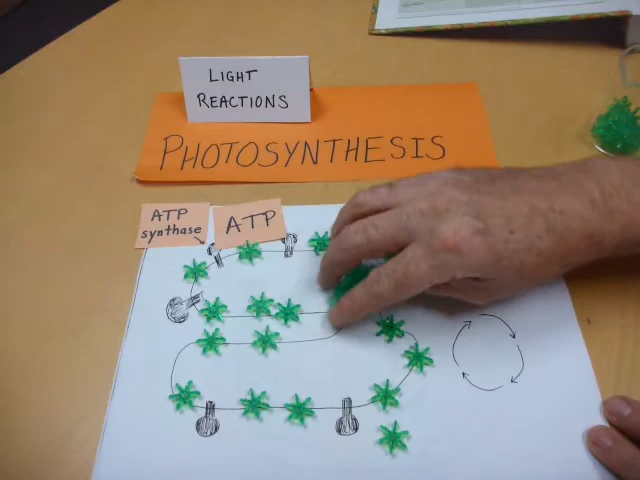 LIGHT
REACTIONS
PHOTOSYNTHESIS
ATP
synthase
ATP